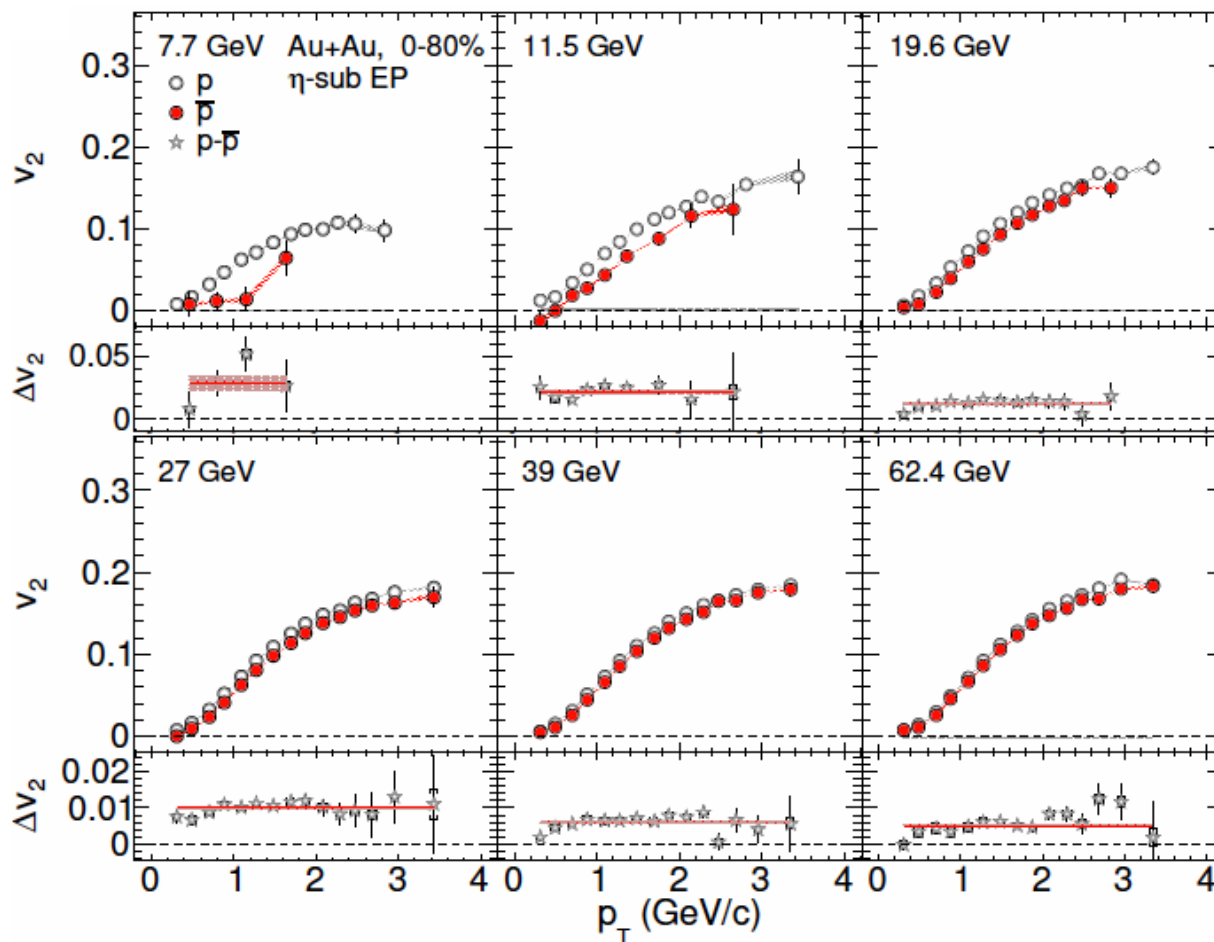 7.7 GeV Au+Au, 0-80%
η-sub EP
p
p̅
p-p̅
11.5 GeV
19.6 GeV
v₂
0.3
0.2
0.1
0
Δv₂
0.05
0
27 GeV
39 GeV
62.4 GeV
v₂
0.3
0.2
0.1
0
Δv₂
0.02
0.01
0
0 1 2 3 4 0 1 2 3 4 0 1 2 3 4
p_T (GeV/c)